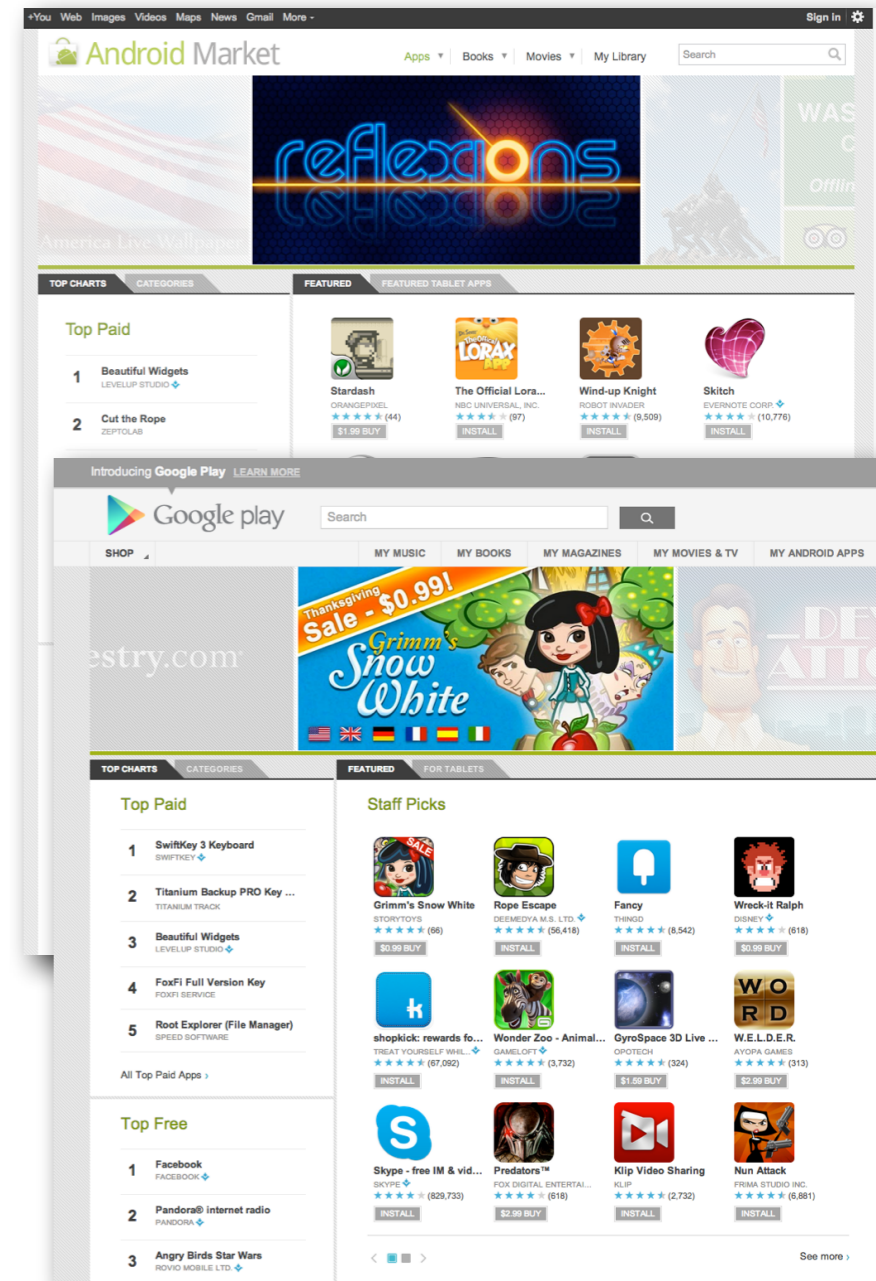 +You Web Images Videos Maps News Gmail More
Sign in
Android Market
Apps Books Movies My Library
Search
reflexions
America Live Wallpaper
WAS
C
Offlin
TOP CHARTS CATEGORIES
FEATURED FEATURED TABLET APPS
Top Paid
1 Beautiful Widgets
LEVELUP STUDIO
2 Cut the Rope
ZEPTOLAB
Stardash
ORANGEPIXEL
(44)
$1.99 BUY
The Official
LORAX
APP
The Official Lora...
NBC UNIVERSAL, INC.
(97)
INSTALL
Wind-up Knight
ROBOT INVADER
(9,509)
INSTALL
Skitch
EVERNOTE CORP.
(10,776)
INSTALL
Introducing Google Play LEARN MORE
Google play
Search
SHOP
MY MUSIC MY BOOKS MY MAGAZINES MY MOVIES & TV MY ANDROID APPS
estry.com
Thanksgiving
Sale - $0.99!
Grimm's
Snow
White
DEV
ATTO
TOP CHARTS CATEGORIES
FEATURED FOR TABLETS
Top Paid
1 SwiftKey 3 Keyboard
SWIFTKEY
2 Titanium Backup PRO Key ...
TITANIUM TRACK
3 Beautiful Widgets
LEVELUP STUDIO
4 FoxFi Full Version Key
FOXFI SERVICE
5 Root Explorer (File Manager)
SPEED SOFTWARE
All Top Paid Apps ›
Top Free
1 Facebook
FACEBOOK
2 Pandora® internet radio
PANDORA
3 Angry Birds Star Wars
ROVIO MOBILE LTD.
Staff Picks
SALE
Grimm's Snow White
STORYTOYS
(66)
$0.99 BUY
Rope Escape
DEEMEDYA M.S. LTD.
(56,418)
INSTALL
Fancy
THINGD
(8,542)
INSTALL
Wreck-it Ralph
DISNEY
(618)
$0.99 BUY
k
shopkick: rewards fo...
TREAT YOURSELF WHIL...
(67,092)
INSTALL
Wonder Zoo - Animal...
GAMELOFT
(3,732)
INSTALL
GyroSpace 3D Live ...
OPOTECH
(324)
$1.59 BUY
W O
R D
W.E.L.D.E.R.
AYOPA GAMES
(313)
$2.99 BUY
S
Skype - free IM & vid...
SKYPE
(829,733)
INSTALL
Predators™
FOX DIGITAL ENTERTAI...
(618)
$2.99 BUY
Klip Video Sharing
KLIP
(2,732)
INSTALL
Nun Attack
FRIMA STUDIO INC.
(6,881)
INSTALL
See more ›